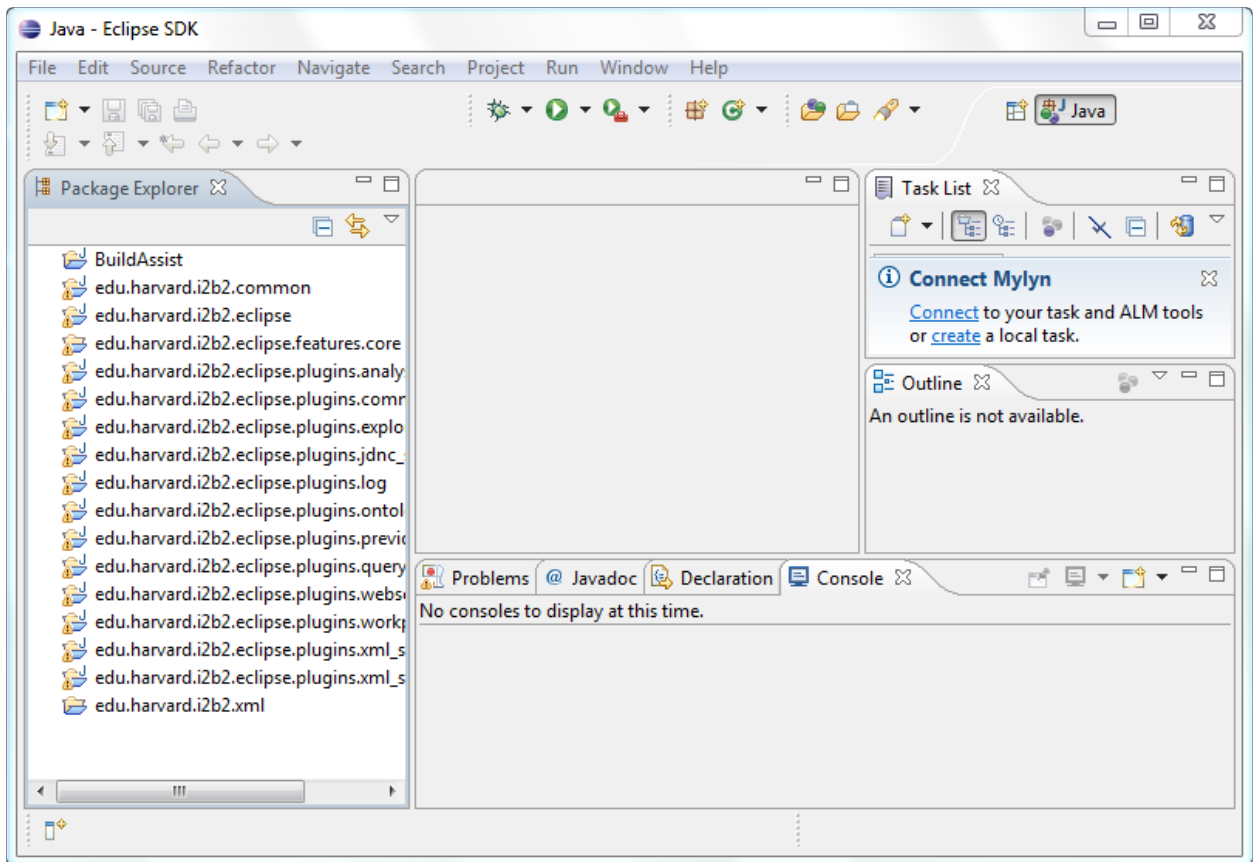 Java - Eclipse SDK
File Edit Source Refactor Navigate Search Project Run Window Help
Java
Package Explorer
BuildAssist
edu.harvard.i2b2.common
edu.harvard.i2b2.eclipse
edu.harvard.i2b2.eclipse.features.core
edu.harvard.i2b2.eclipse.plugins.analy
edu.harvard.i2b2.eclipse.plugins.comm
edu.harvard.i2b2.eclipse.plugins.explo
edu.harvard.i2b2.eclipse.plugins.jdnc_
edu.harvard.i2b2.eclipse.plugins.log
edu.harvard.i2b2.eclipse.plugins.ontol
edu.harvard.i2b2.eclipse.plugins.previo
edu.harvard.i2b2.eclipse.plugins.query
edu.harvard.i2b2.eclipse.plugins.webse
edu.harvard.i2b2.eclipse.plugins.workp
edu.harvard.i2b2.eclipse.plugins.xml_s
edu.harvard.i2b2.eclipse.plugins.xml_s
edu.harvard.i2b2.xml
Task List
Connect Mylyn
Connect to your task and ALM tools
or create a local task.
Outline
An outline is not available.
Problems @ Javadoc Declaration Console
No consoles to display at this time.